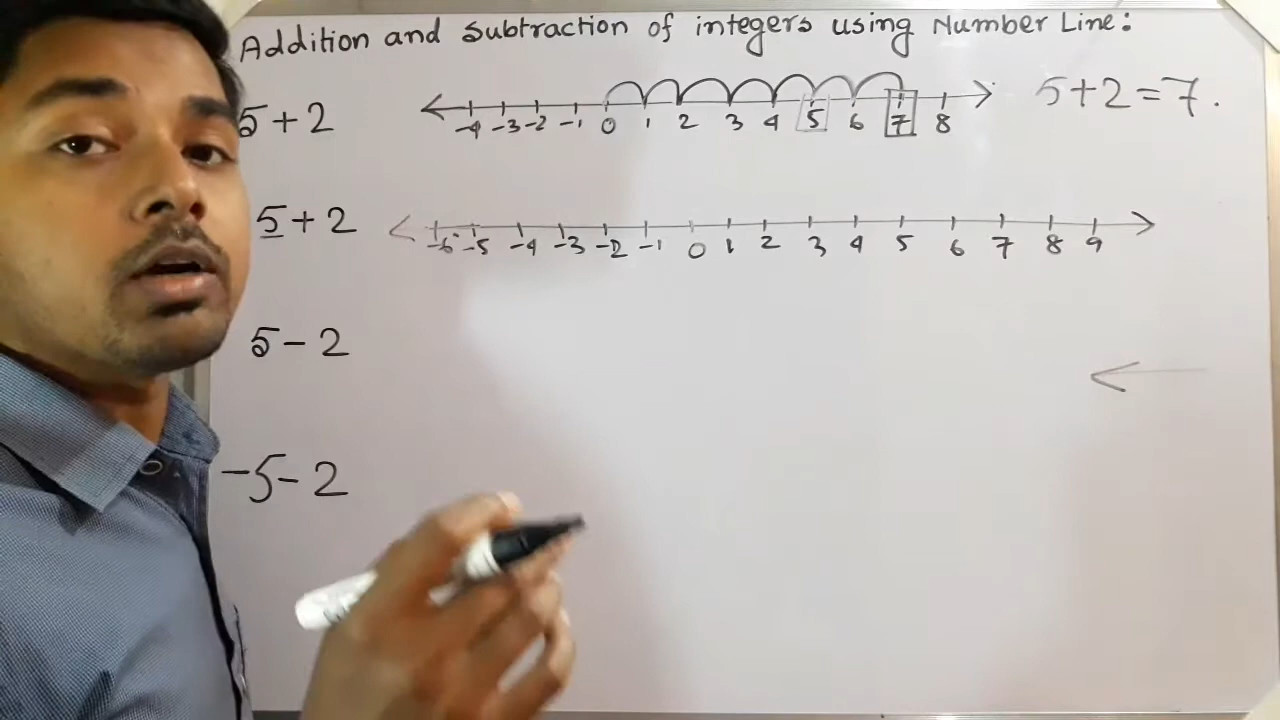 Addition and Subtraction of integers using Number Line:
5+2
-4 -3 -2 -1 0 1 2 3 4 5 6 7 8
5+2=7.
5+2
-6 -5 -4 -3 -2 -1 0 1 2 3 4 5 6 7 8 9
5-2
-5-2